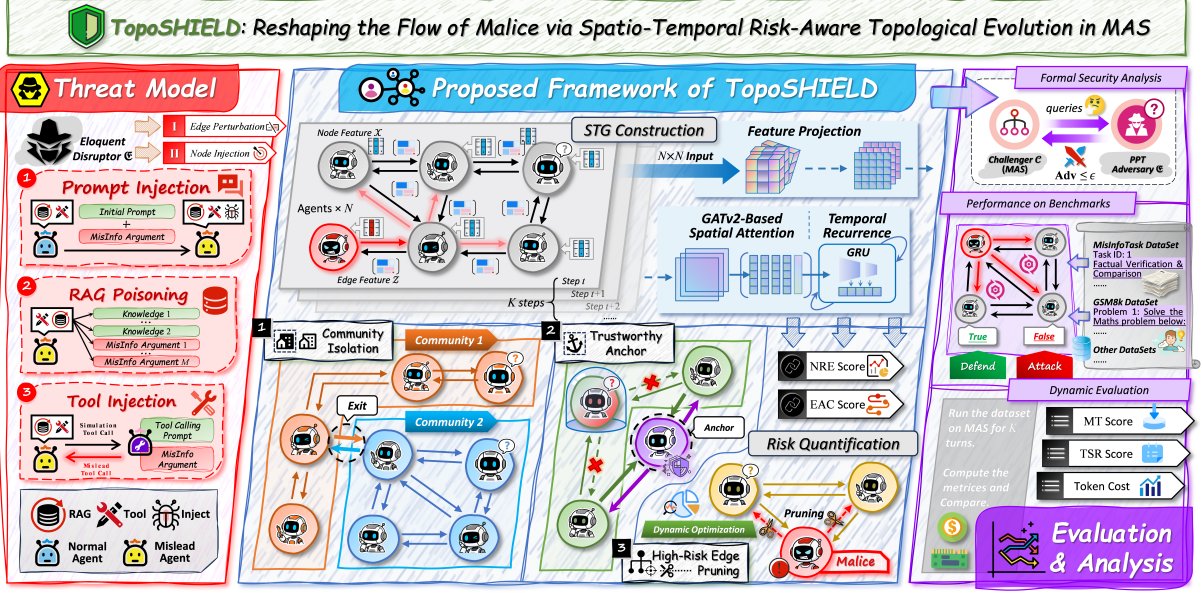 TopoSHIELD: Reshaping the Flow of Malice via Spatio-Temporal Risk-Aware Topological Evolution in MAS
Threat Model
Eloquent
Disruptor 𝕰
I Edge Perturbation
II Node Injection
1
Prompt Injection
Initial Prompt
+
MisInfo Argument
2
RAG Poisoning
Knowledge 1
...
Knowledge 2
MisInfo Argument 1
...
MisInfo Argument M
3
Tool Injection
Simulation
Tool Call
Tool Calling
Prompt
MisInfo
Argument
Mislead
Tool Call
RAG
Tool
Inject
Normal
Agent
Mislead
Agent
Proposed Framework of TopoSHIELD
Node Feature 𝒳
STG Construction
Agents × N
Edge Feature 𝒵
Step t
Step t+1
Step t+2
......
K steps
N×N Input
Feature Projection
GATv2-Based
Spatial Attention
Temporal
Recurrence
GRU
1
Community
Isolation
Community 1
Exit
Community 2
2
Trustworthy
Anchor
Anchor
NRE Score
EAC Score
Risk Quantification
Pruning
Dynamic Optimization
3
High-Risk Edge
Pruning
Malice
Formal Security Analysis
queries
Challenger 𝕮
(MAS)
Adv ≤ ϵ
PPT
Adversary 𝕰
Performance on Benchmarks
True
False
Defend
Attack
MisInfoTask DataSet
Task ID: 1
Factual Verification &
Comparison
......
GSM8k DataSet
Problem 1: Solve the
Maths problem below:
......
Other DataSets
......
Dynamic Evaluation
Run the dataset
on MAS for K
turns.
Compute the
metrices and
Compare.
MT Score
TSR Score
Token Cost
Evaluation
& Analysis